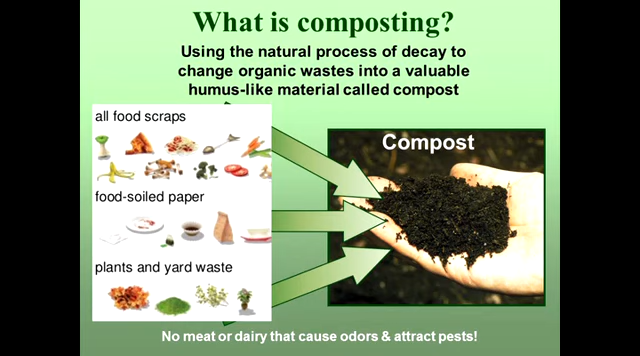 What is composting?
Using the natural process of decay to
change organic wastes into a valuable
humus-like material called compost
all food scraps
food-soiled paper
plants and yard waste
Compost
No meat or dairy that cause odors & attract pests!